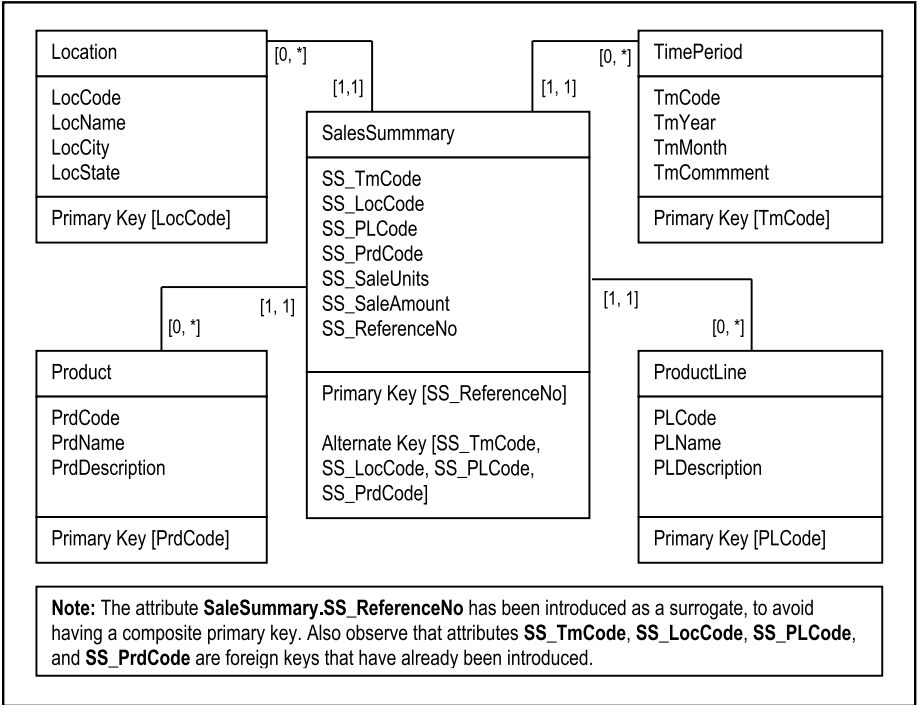 Location
LocCode
LocName
LocCity
LocState
Primary Key [LocCode]
[0, *]
[1,1]
[0, *]
[1, 1]
TimePeriod
TmCode
TmYear
TmMonth
TmCommment
Primary Key [TmCode]
SalesSummmary
SS_TmCode
SS_LocCode
SS_PLCode
SS_PrdCode
SS_SaleUnits
SS_SaleAmount
SS_ReferenceNo
Primary Key [SS_ReferenceNo]
Alternate Key [SS_TmCode,
SS_LocCode, SS_PLCode,
SS_PrdCode]
[1, 1]
[0, *]
[1, 1]
[0, *]
Product
PrdCode
PrdName
PrdDescription
Primary Key [PrdCode]
ProductLine
PLCode
PLName
PLDescription
Primary Key [PLCode]
Note: The attribute SaleSummary.SS_ReferenceNo has been introduced as a surrogate, to avoid
having a composite primary key. Also observe that attributes SS_TmCode, SS_LocCode, SS_PLCode,
and SS_PrdCode are foreign keys that have already been introduced.